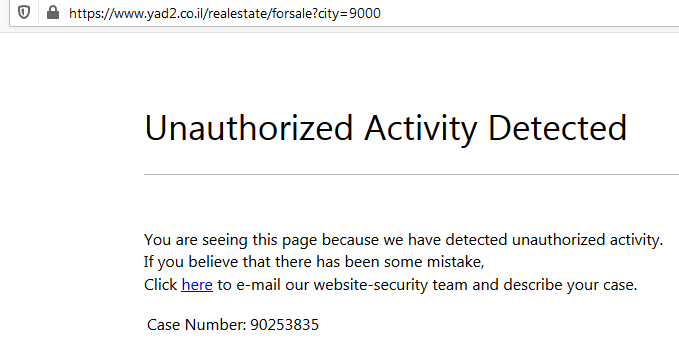 https://www.yad2.co.il/realestate/forsale?city=9000
Unauthorized Activity Detected
You are seeing this page because we have detected unauthorized activity.
If you believe that there has been some mistake,
Click here to e-mail our website-security team and describe your case.
Case Number: 90253835